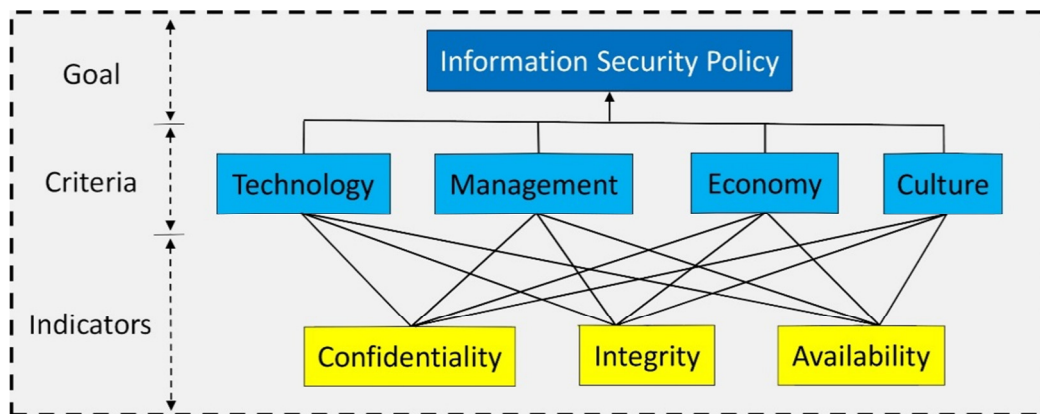 Goal
Information Security Policy
Criteria
Technology
Management
Economy
Culture
Indicators
Confidentiality
Integrity
Availability